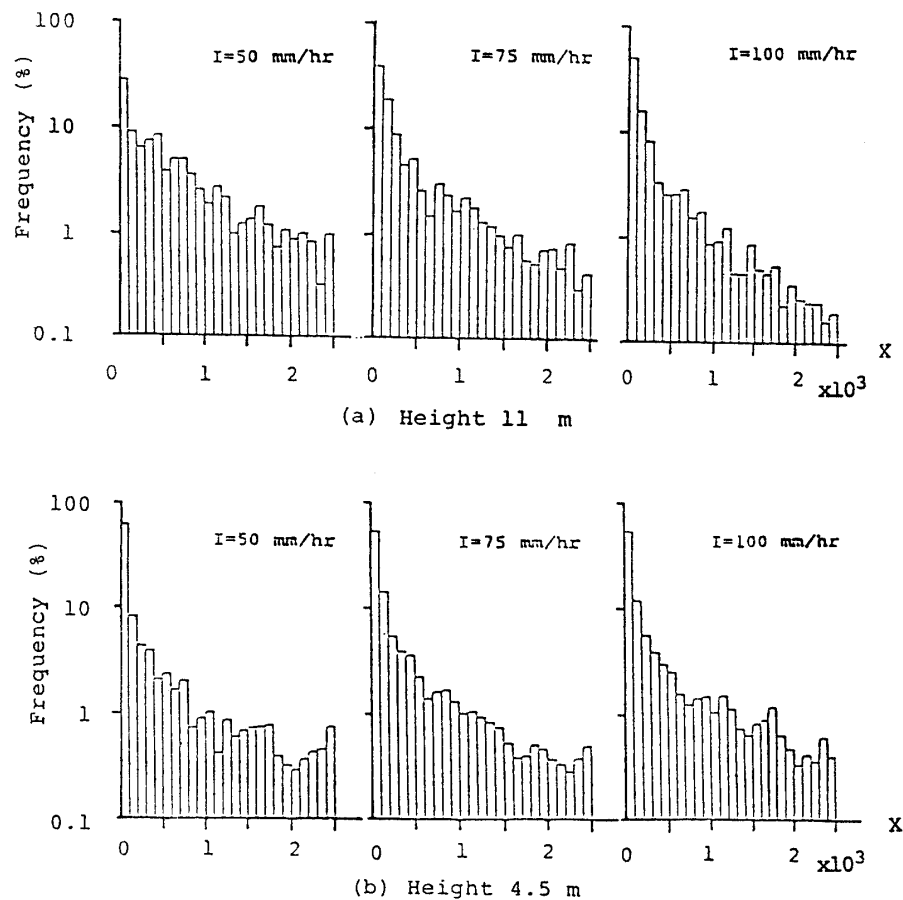 100
10
1
0.1
Frequency (%)
I=50 mm/hr
I=75 mm/hr
I=100 mm/hr
0 1 2
0 1 2
0 1 2 x10³
X
(a) Height 11 m
100
10
1
0.1
Frequency (%)
I=50 mm/hr
I=75 mm/hr
I=100 mm/hr
0 1 2
0 1 2
0 1 2 x10³
X
(b) Height 4.5 m